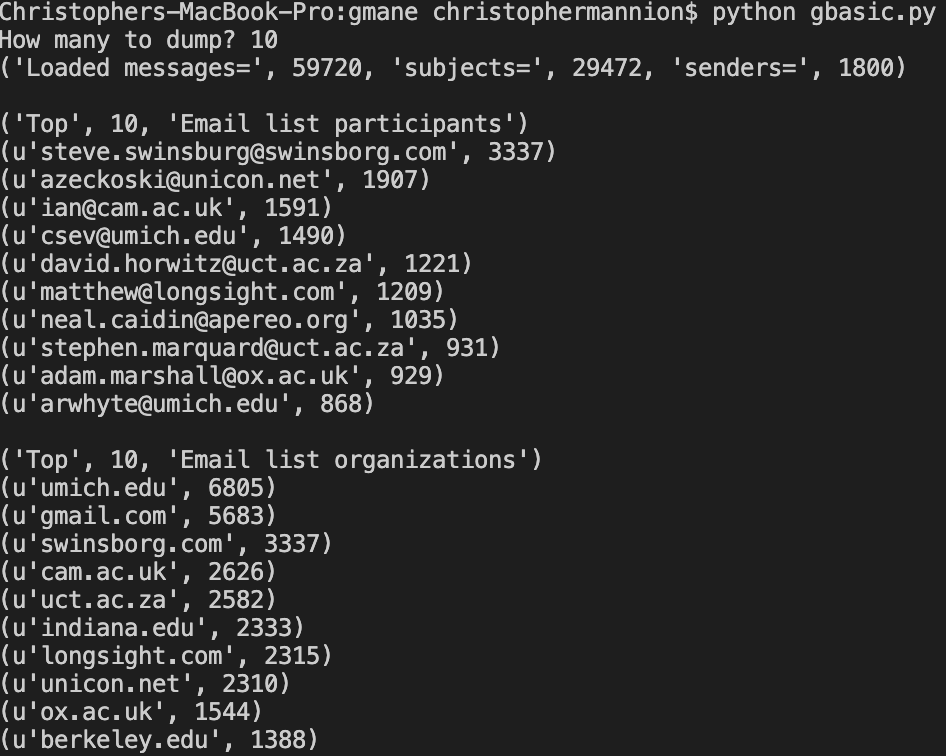 Christophers-MacBook-Pro:gmane christophermannion$ python gbasic.py
How many to dump? 10
('Loaded messages=', 59720, 'subjects=', 29472, 'senders=', 1800)
('Top', 10, 'Email list participants')
(u'steve.swinsburg@swinsborg.com', 3337)
(u'azeckoski@unicon.net', 1907)
(u'ian@cam.ac.uk', 1591)
(u'csev@umich.edu', 1490)
(u'david.horwitz@uct.ac.za', 1221)
(u'matthew@longsight.com', 1209)
(u'neal.caidin@apereo.org', 1035)
(u'stephen.marquard@uct.ac.za', 931)
(u'adam.marshall@ox.ac.uk', 929)
(u'arwhyte@umich.edu', 868)
('Top', 10, 'Email list organizations')
(u'umich.edu', 6805)
(u'gmail.com', 5683)
(u'swinsborg.com', 3337)
(u'cam.ac.uk', 2626)
(u'uct.ac.za', 2582)
(u'indiana.edu', 2333)
(u'longsight.com', 2315)
(u'unicon.net', 2310)
(u'ox.ac.uk', 1544)
(u'berkeley.edu', 1388)